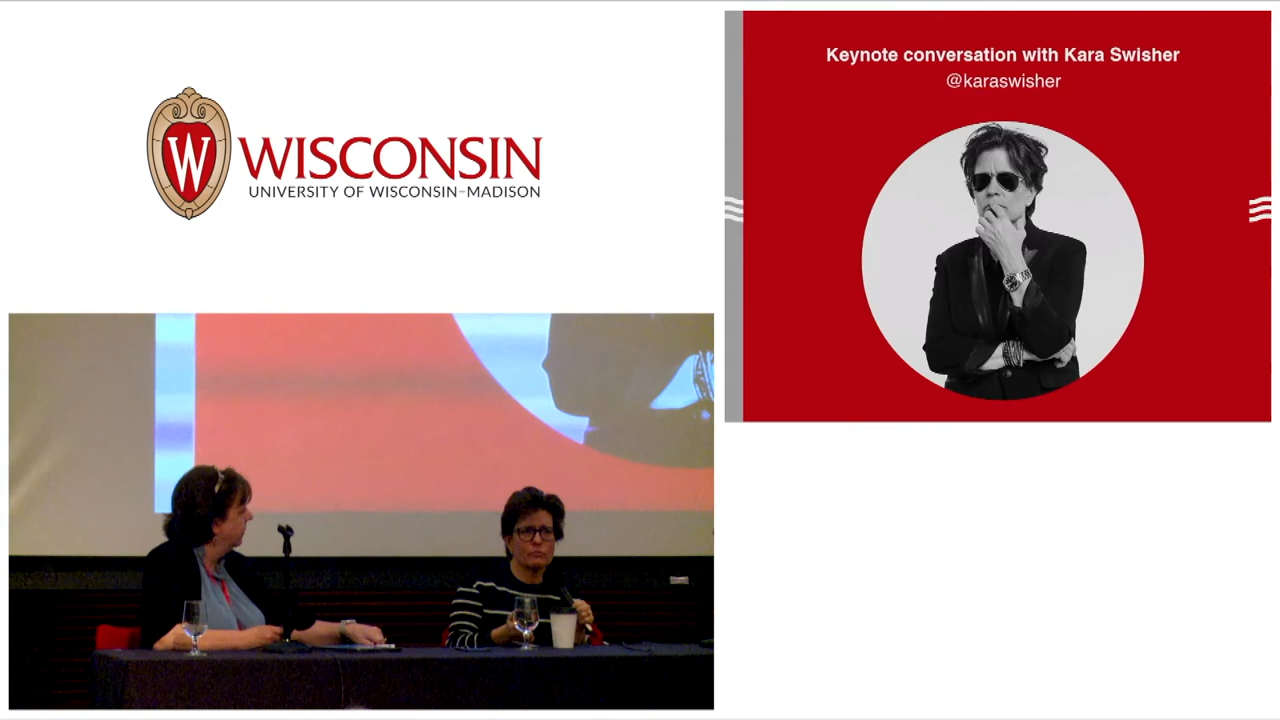 W
WISCONSIN
UNIVERSITY OF WISCONSIN–MADISON
Keynote conversation with Kara Swisher
@karaswisher